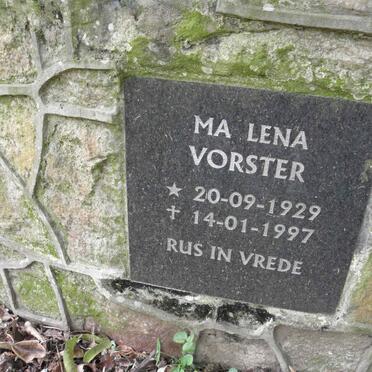 MA LENA
VORSTER
★ 20-09-1929
✝ 14-01-1997
RUS IN VREDE